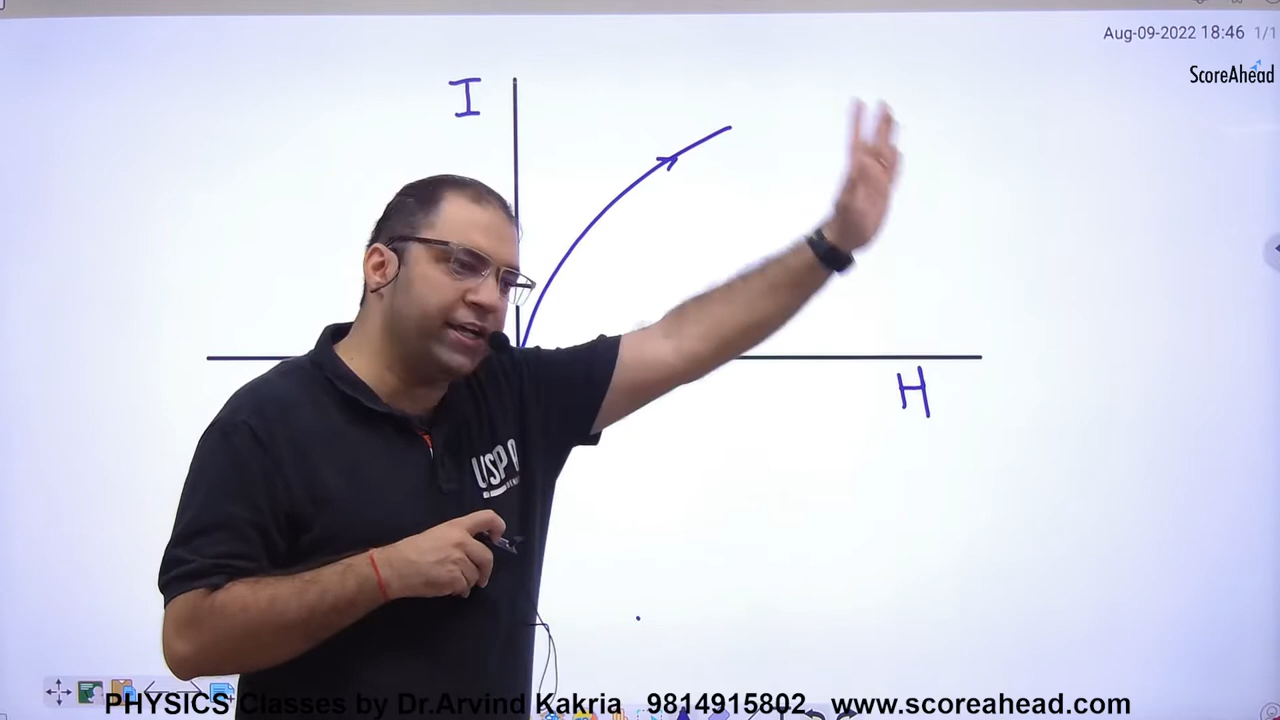 Aug-09-2022 18:46 1/1
ScoreAhead
I
H
PHYSICS Classes by Dr.Arvind Kakria 9814915802 www.scoreahead.com